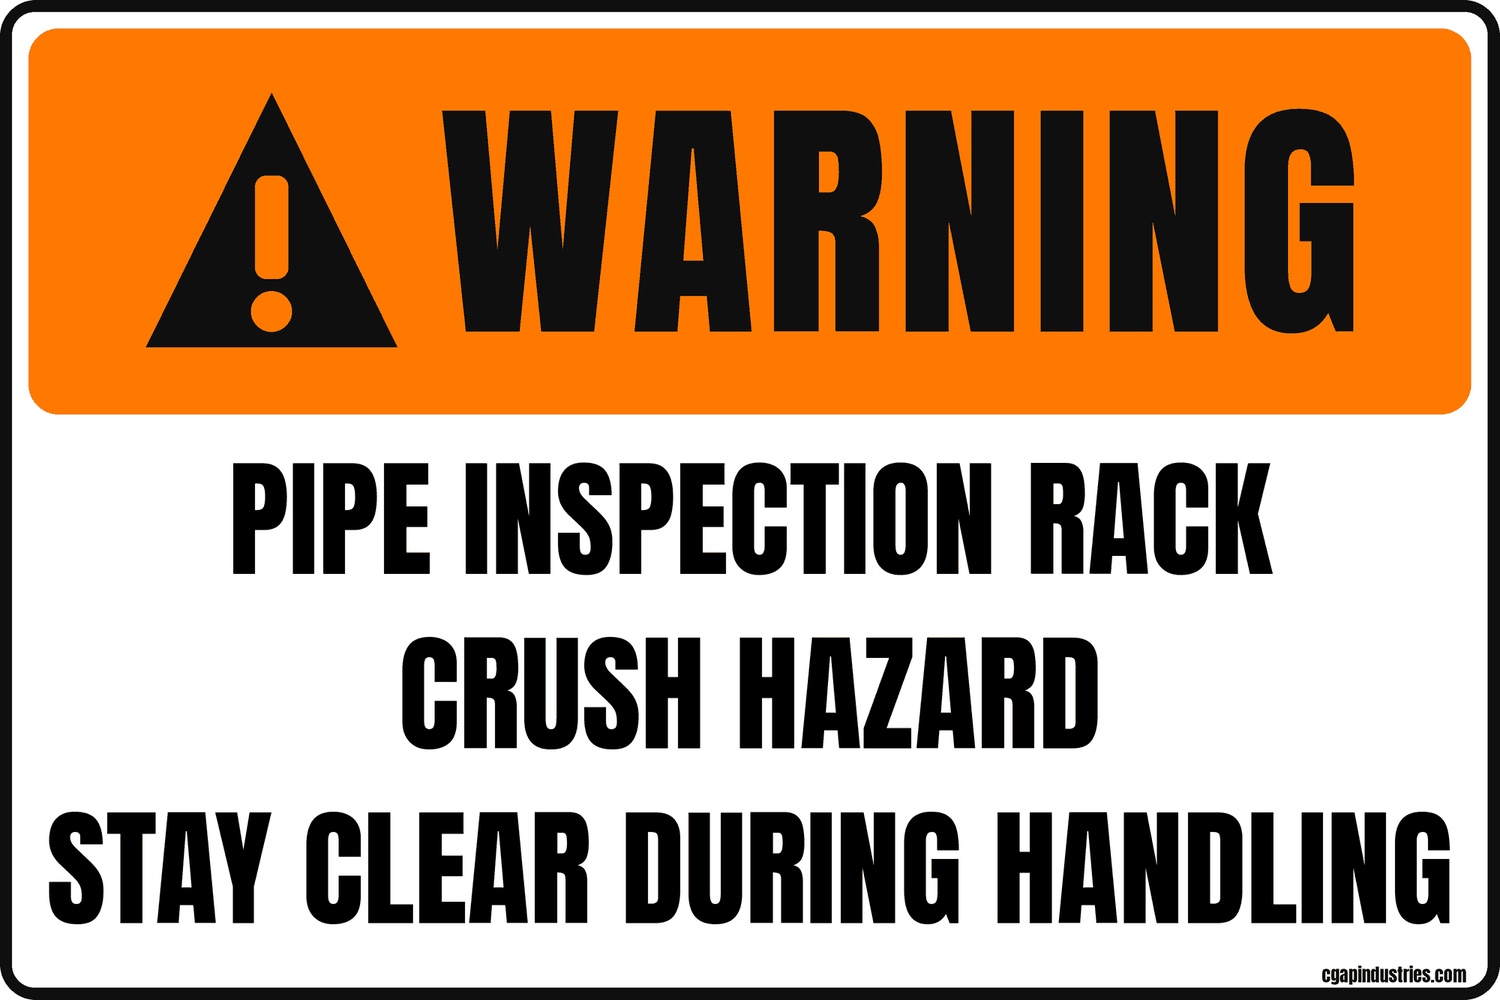 WARNING
PIPE INSPECTION RACK
CRUSH HAZARD
STAY CLEAR DURING HANDLING
cgapindustries.com